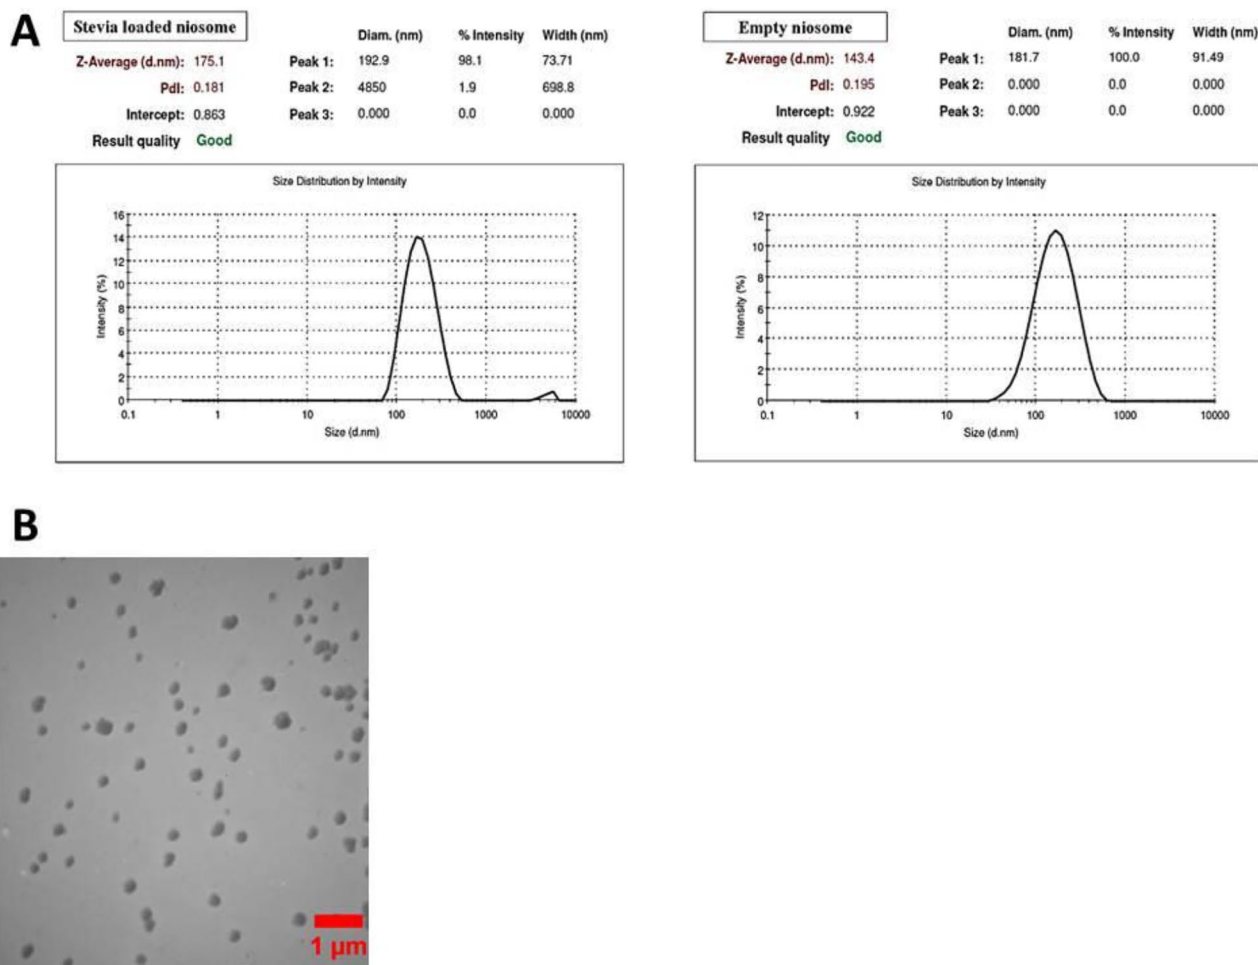 A
Stevia loaded niosome
Diam. (nm) % Intensity Width (nm)
Z-Average (d.nm): 175.1 Peak 1: 192.9 98.1 73.71
PdI: 0.181 Peak 2: 4850 1.9 698.8
Intercept: 0.863 Peak 3: 0.000 0.0 0.000
Result quality Good
Size Distribution by Intensity
16
14
12
10
8
6
4
2
0
Intensity (%)
0.1 1 10 100 1000 10000
Size (d.nm)
Empty niosome
Diam. (nm) % Intensity Width (nm)
Z-Average (d.nm): 143.4 Peak 1: 181.7 100.0 91.49
PdI: 0.195 Peak 2: 0.000 0.0 0.000
Intercept: 0.922 Peak 3: 0.000 0.0 0.000
Result quality Good
Size Distribution by Intensity
12
10
8
6
4
2
0
Intensity (%)
0.1 1 10 100 1000 10000
Size (d.nm)
B
1 µm